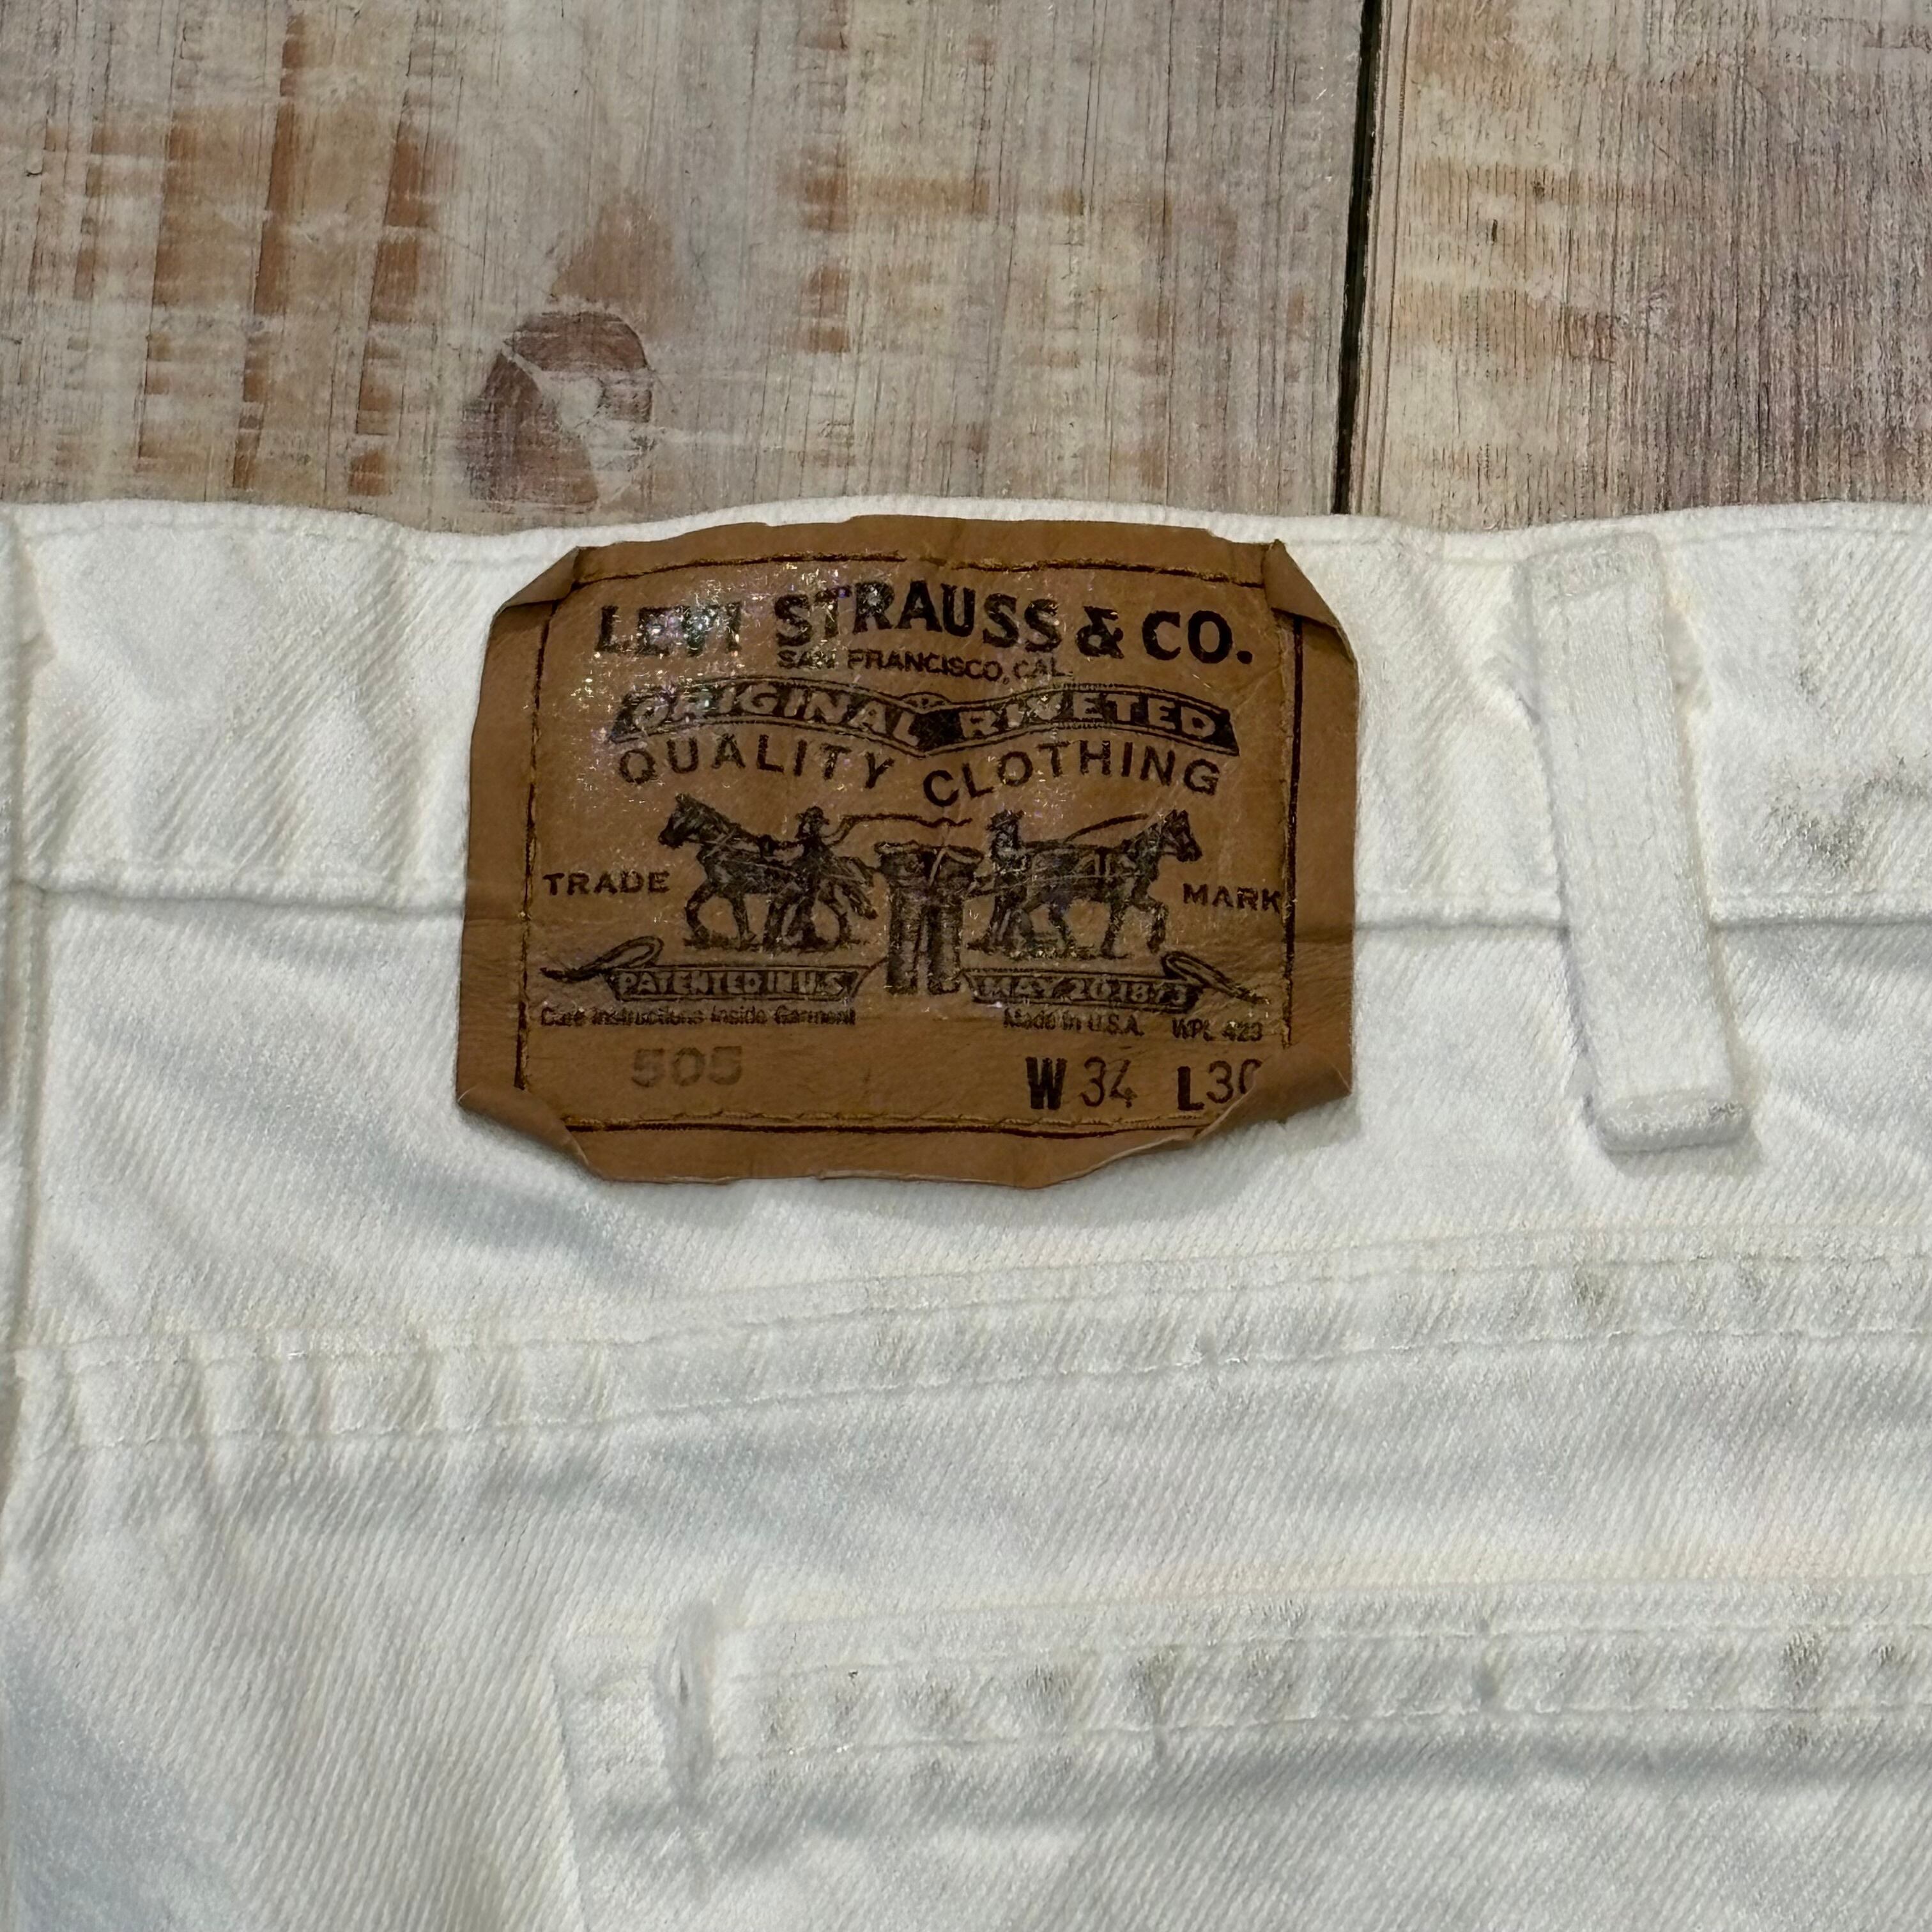 LEVI STRAUSS & CO.
SAN FRANCISCO, CAL.
ORIGINAL RIVETED
QUALITY CLOTHING
TRADE MARK
PATENTED IN U.S. MAY 20 1873
Care Instructions Inside Garment Made in U.S.A. WPL 423
505 W 34 L 30